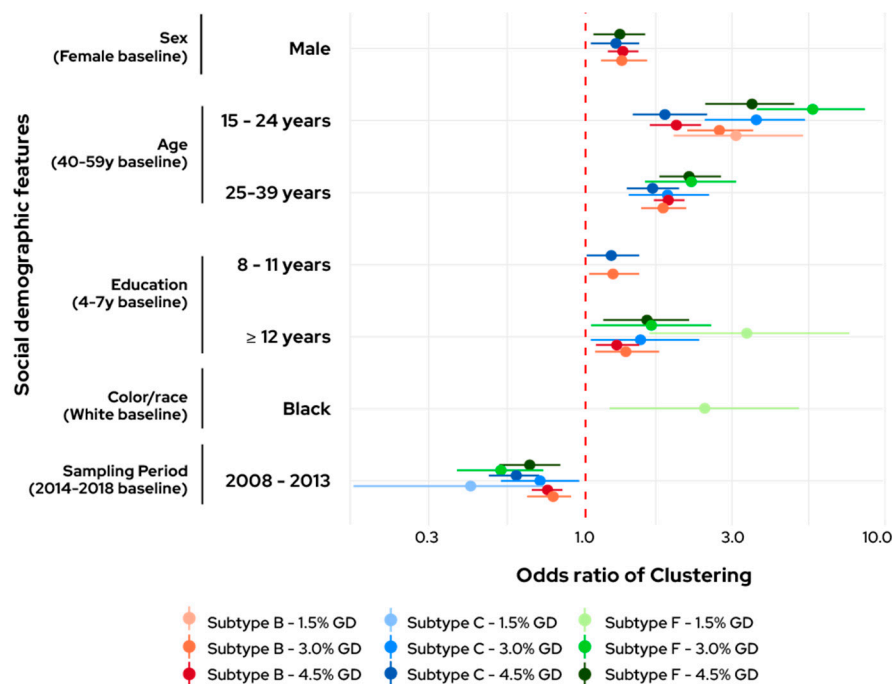 Social demographic features
Sex
(Female baseline)
Male
Age
(40-59y baseline)
15 - 24 years
25-39 years
Education
(4-7y baseline)
8 - 11 years
≥ 12 years
Color/race
(White baseline)
Black
Sampling Period
(2014-2018 baseline)
2008 - 2013
0.3 1.0 3.0 10.0
Odds ratio of Clustering
Subtype B - 1.5% GD Subtype C - 1.5% GD Subtype F - 1.5% GD
Subtype B - 3.0% GD Subtype C - 3.0% GD Subtype F - 3.0% GD
Subtype B - 4.5% GD Subtype C - 4.5% GD Subtype F - 4.5% GD